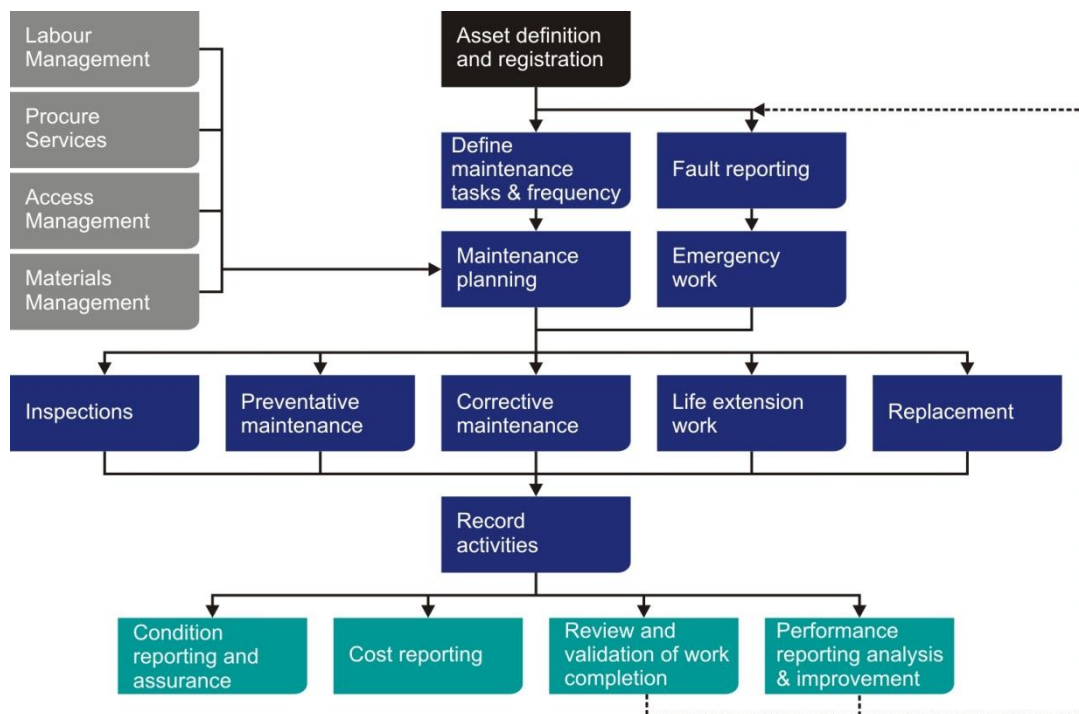 Labour
Management
Asset definition
and registration
Procure
Services
Define
maintenance
tasks & frequency
Fault reporting
Access
Management
Maintenance
planning
Emergency
work
Materials
Management
Inspections
Preventative
maintenance
Corrective
maintenance
Life extension
work
Replacement
Record
activities
Condition
reporting and
assurance
Cost reporting
Review and
validation of work
completion
Performance
reporting analysis
& improvement